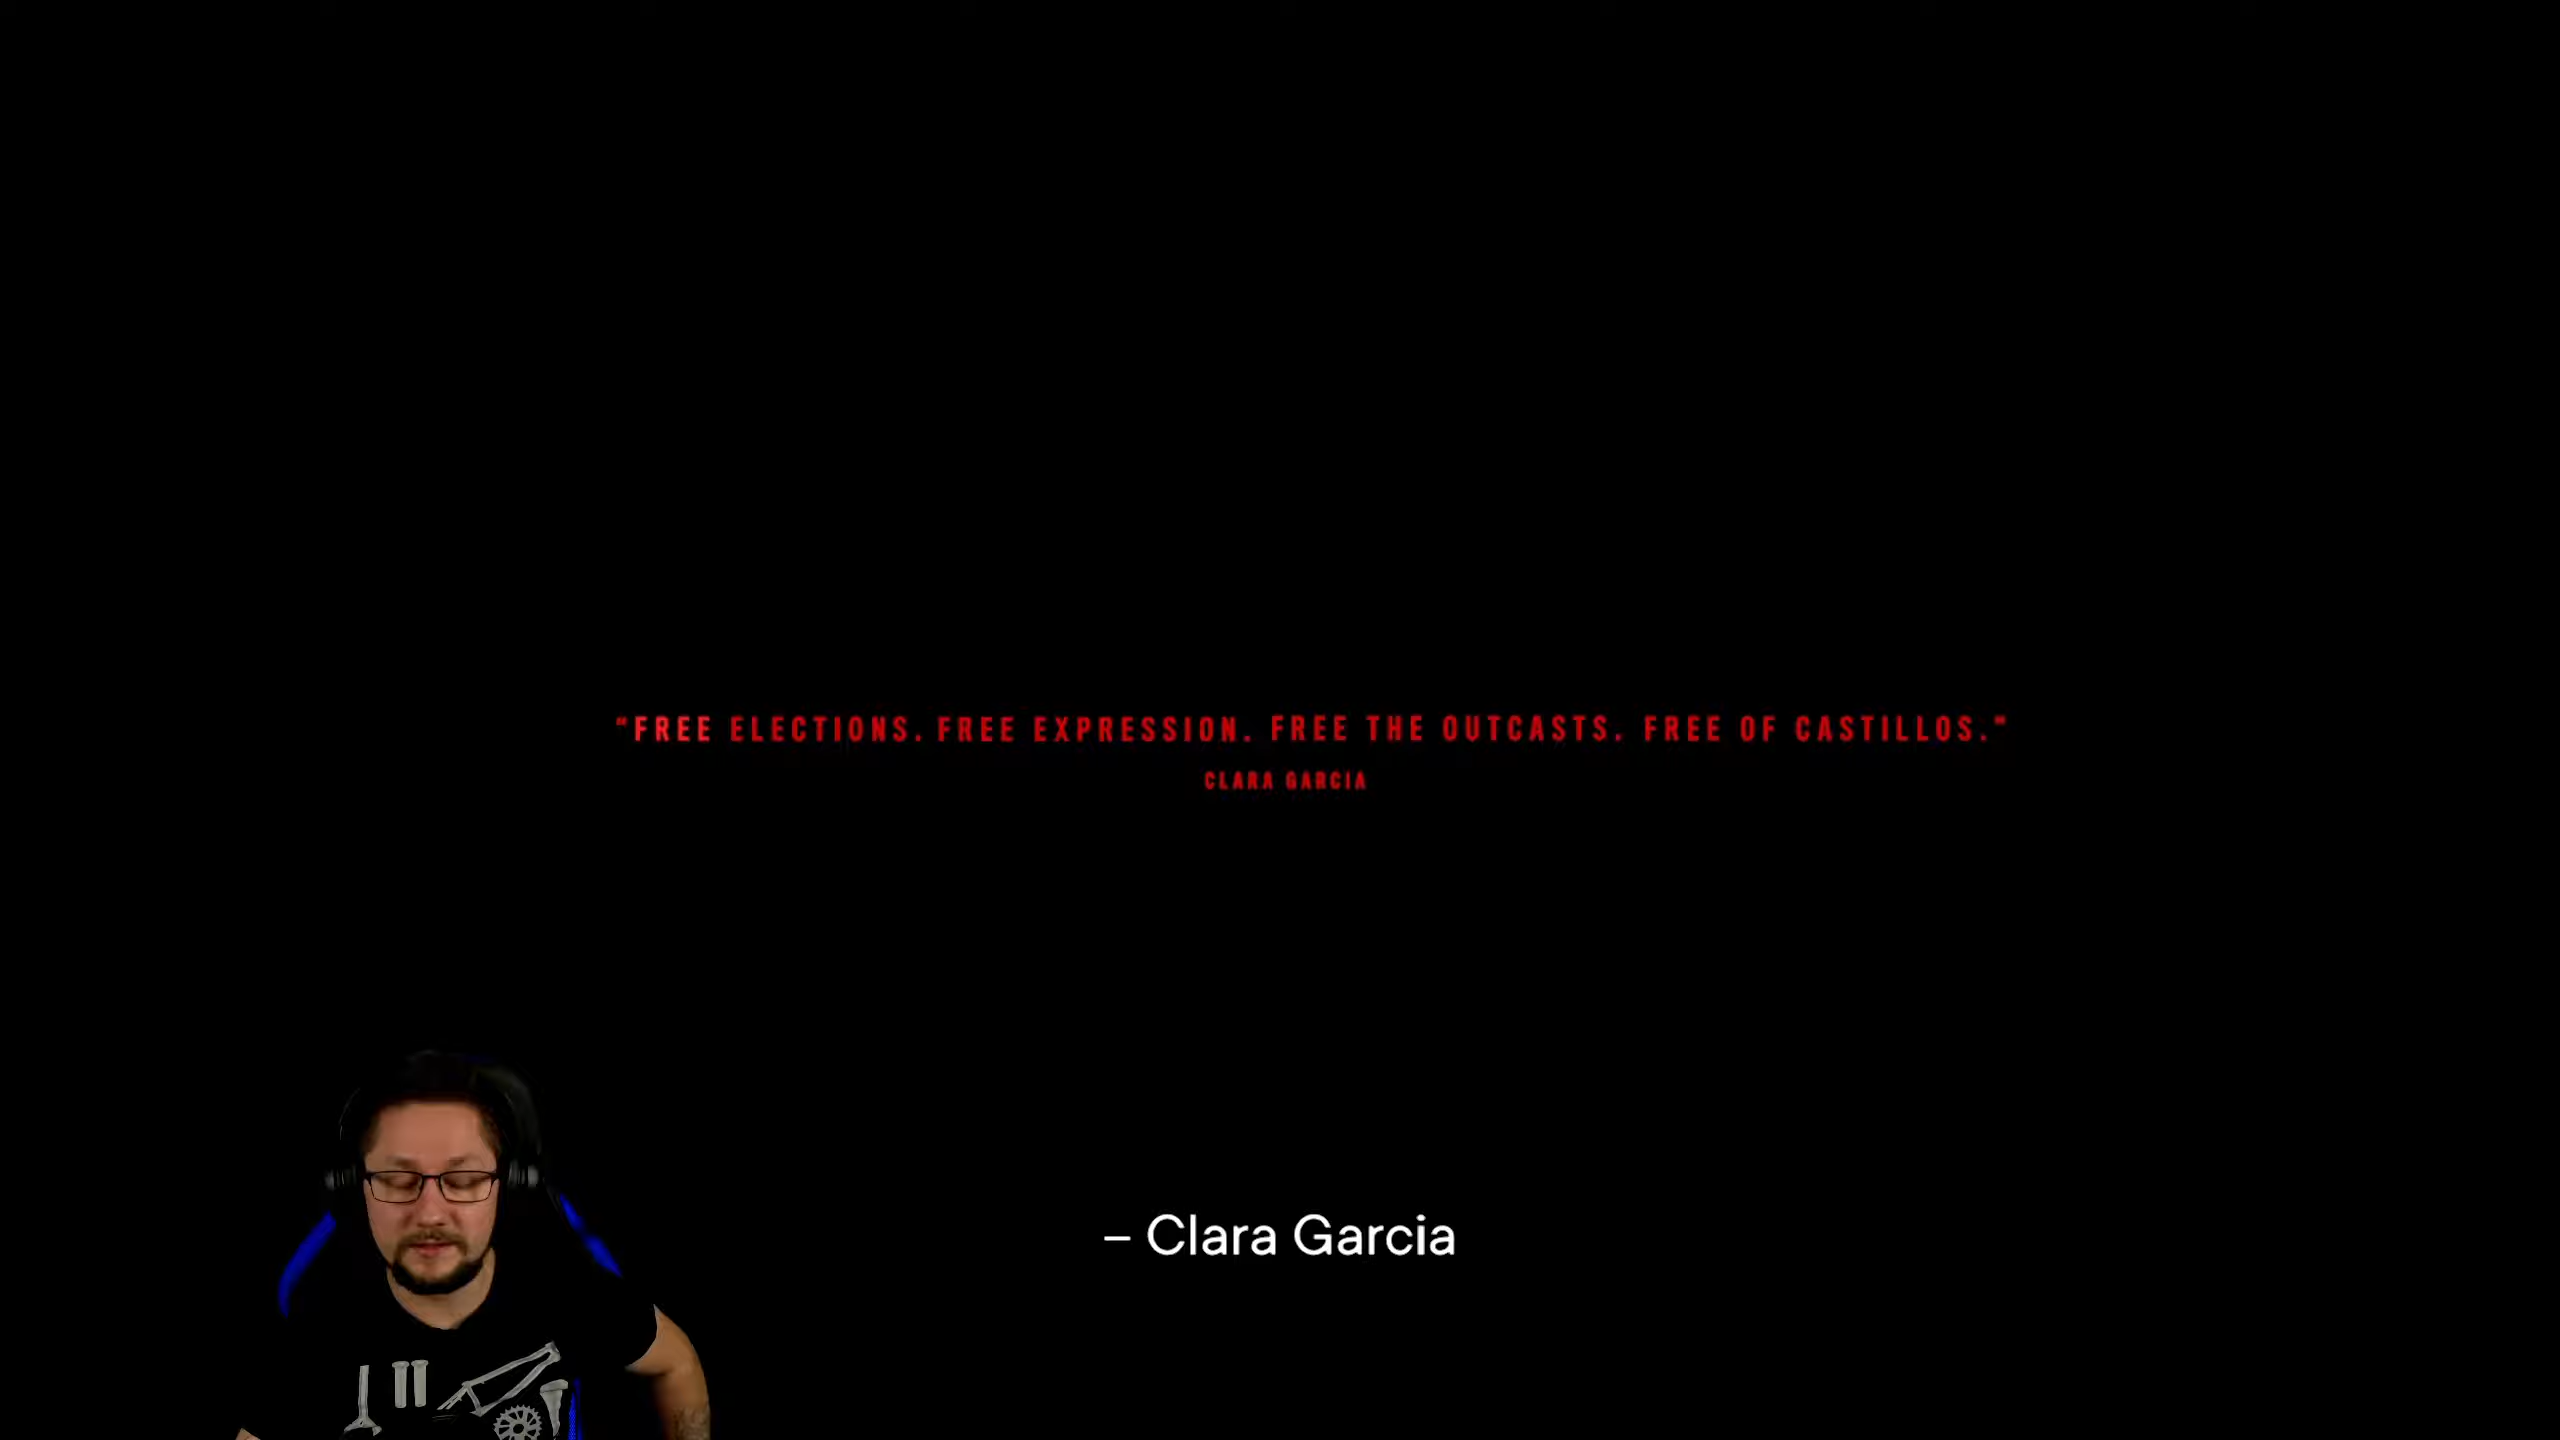 "FREE ELECTIONS. FREE EXPRESSION. FREE THE OUTCASTS. FREE OF CASTILLOS."
CLARA GARCIA
– Clara Garcia